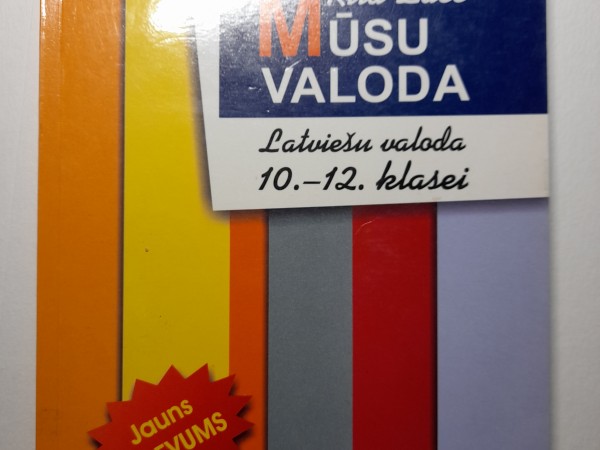 MŪSU
VALODA
Latviešu valoda
10.–12. klasei
Jauns